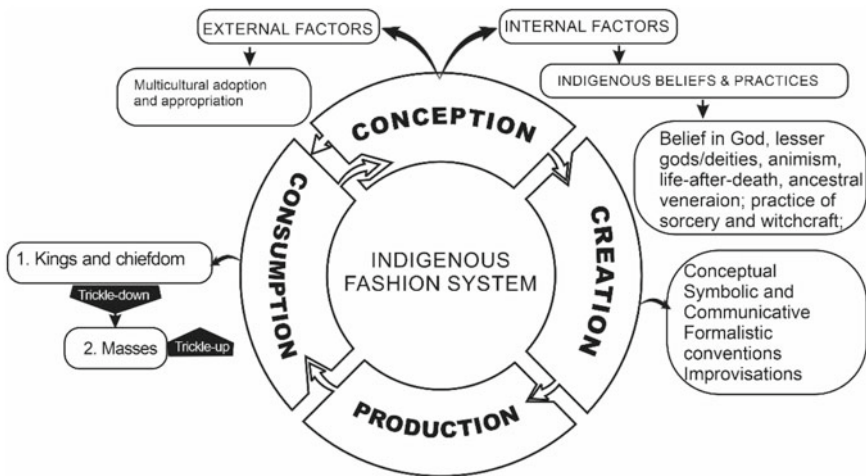 EXTERNAL FACTORS
INTERNAL FACTORS
Multicultural adoption
and appropriation
INDIGENOUS BELIEFS & PRACTICES
CONCEPTION
Belief in God, lesser
gods/deities, animism,
life-after-death, ancestral
veneraion; practice of
sorcery and witchcraft;
CONSUMPTION
CREATION
INDIGENOUS
FASHION SYSTEM
1. Kings and chiefdom
Trickle-down
2. Masses
Trickle-up
Conceptual
Symbolic and
Communicative
Formalistic
conventions
Improvisations
PRODUCTION